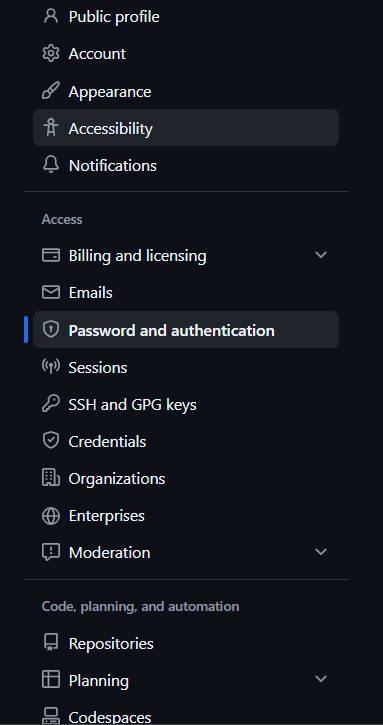 Public profile
Account
Appearance
Accessibility
Notifications
Access
Billing and licensing
Emails
Password and authentication
Sessions
SSH and GPG keys
Credentials
Organizations
Enterprises
Moderation
Code, planning, and automation
Repositories
Planning
Codespaces